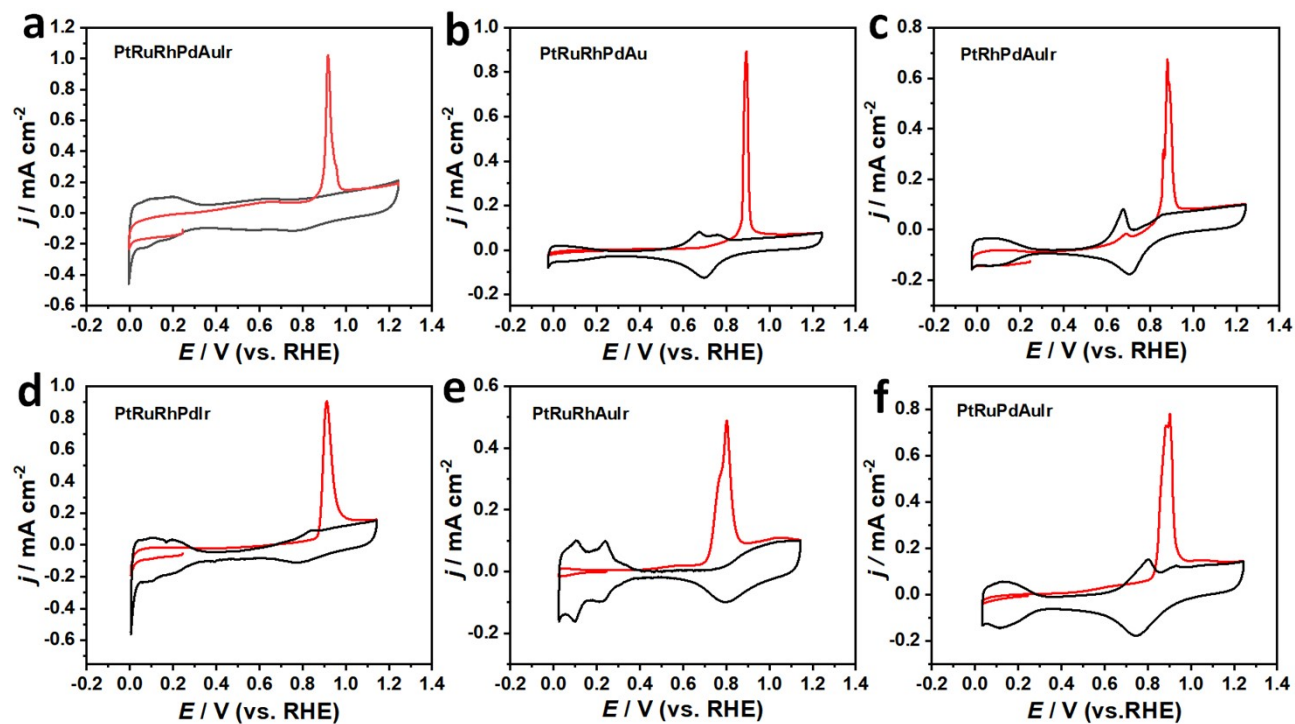 a
PtRuRhPdAuIr
j / mA cm⁻²
1.2
1.0
0.8
0.6
0.4
0.2
0.0
-0.2
-0.4
-0.6
-0.2 0.0 0.2 0.4 0.6 0.8 1.0 1.2 1.4
E / V (vs. RHE)
b
PtRuRhPdAu
j / mA cm⁻²
1.0
0.8
0.6
0.4
0.2
0.0
-0.2
-0.2 0.0 0.2 0.4 0.6 0.8 1.0 1.2 1.4
E / V (vs. RHE)
c
PtRhPdAuIr
j / mA cm⁻²
0.8
0.6
0.4
0.2
0.0
-0.2
-0.2 0.0 0.2 0.4 0.6 0.8 1.0 1.2 1.4
E / V (vs. RHE)
d
PtRuRhPdIr
j / mA cm⁻²
1.0
0.8
0.6
0.4
0.2
0.0
-0.2
-0.4
-0.6
-0.2 0.0 0.2 0.4 0.6 0.8 1.0 1.2 1.4
E / V (vs. RHE)
e
PtRuRhAuIr
j / mA cm⁻²
0.6
0.4
0.2
0.0
-0.2
-0.2 0.0 0.2 0.4 0.6 0.8 1.0 1.2 1.4
E / V (vs. RHE)
f
PtRuPdAuIr
j / mA cm⁻²
0.8
0.6
0.4
0.2
0.0
-0.2
-0.2 0.0 0.2 0.4 0.6 0.8 1.0 1.2 1.4
E / V (vs.RHE)